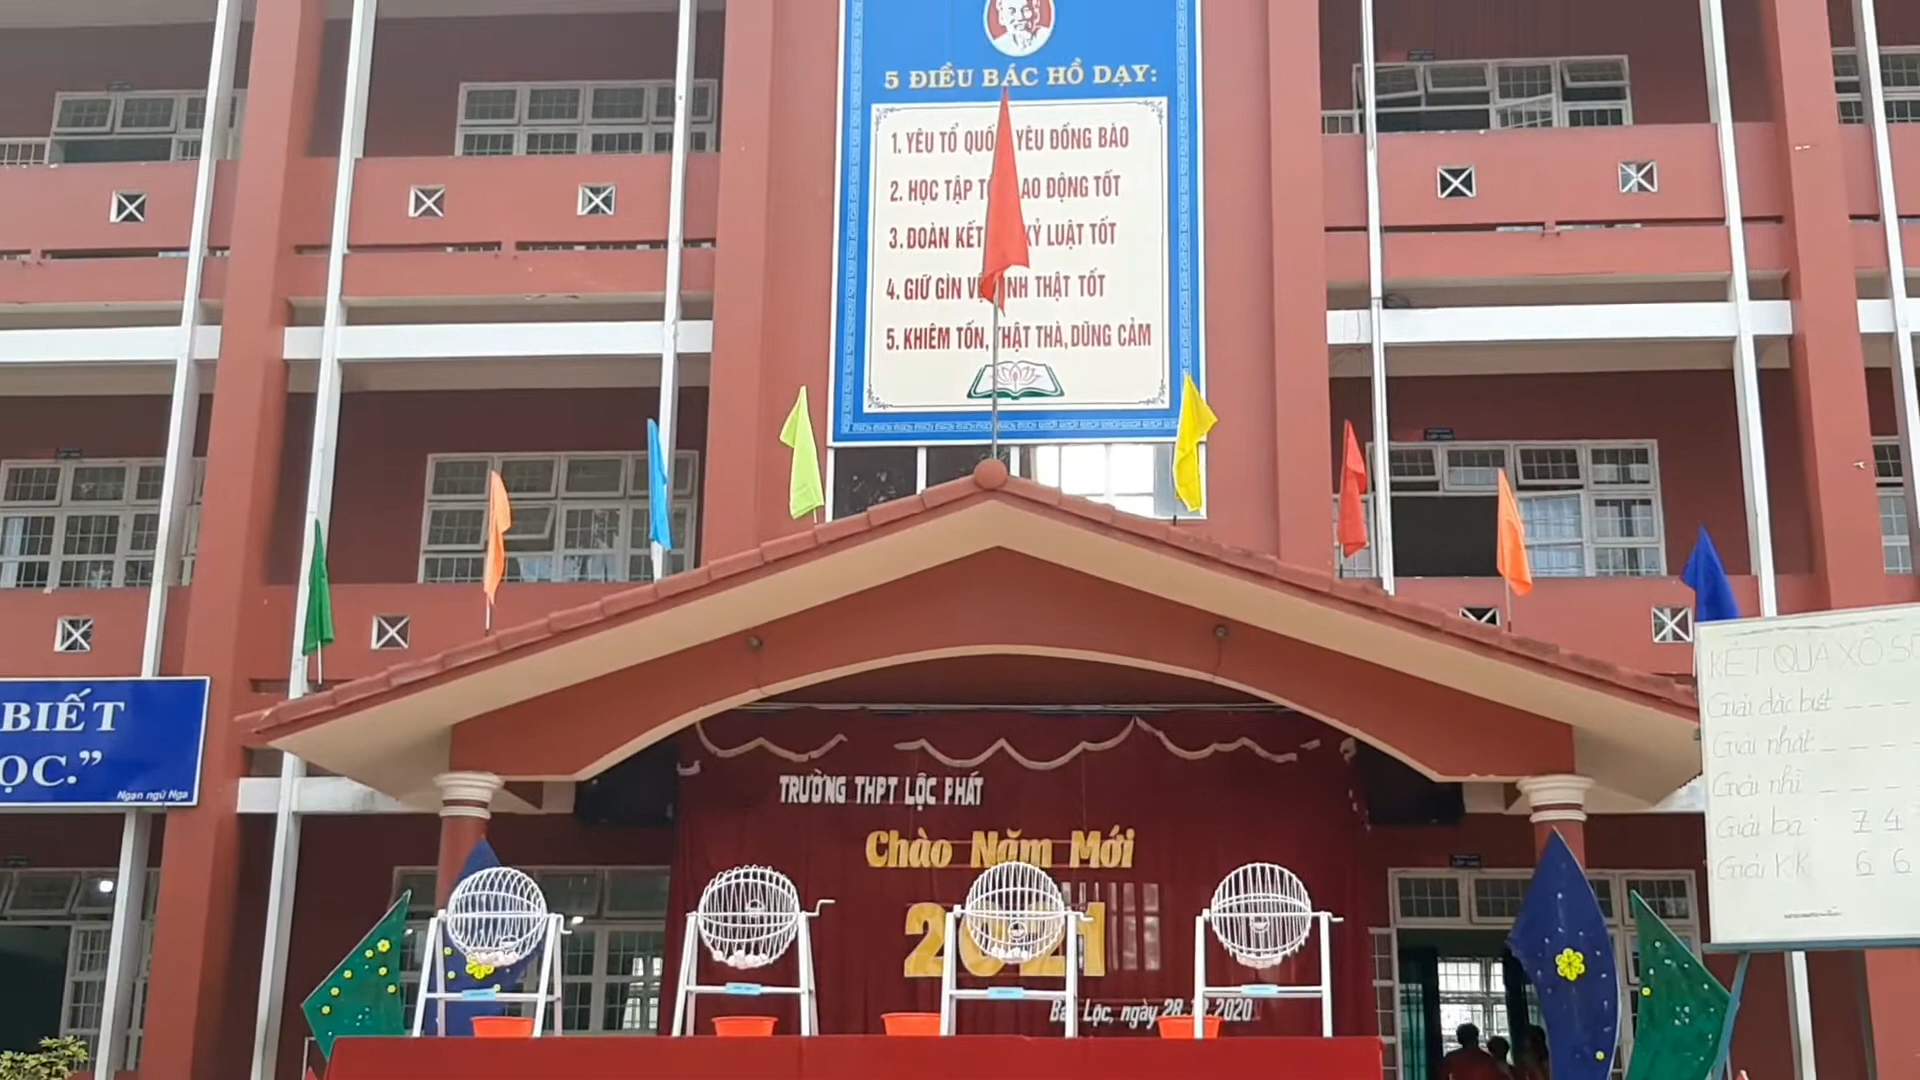 5 ĐIỀU BÁC HỒ DẠY:
1. YÊU TỔ QUỐC YÊU ĐỒNG BÀO
2. HỌC TẬP ĐỘNG TỐT
3. ĐOÀN KẾT KỶ LUẬT TỐT
4. GIỮ GÌN THẬT TỐT
5. KHIÊM TỐN, THẬT THÀ, DŨNG CẢM
BIẾT
ỌC.”
Ngạn ngữ Nga
TRƯỜNG THPT LỘC PHÁT
Chào Năm Mới
2021
Bảo Lộc, ngày 28.12.2020
KẾT QUẢ XỔ SỐ
Giải đặc biệt _ _ _
Giải nhất: _ _ _ _
Giải nhì _ _ _ _
Giải ba: 7 4
Giải KK 6 6